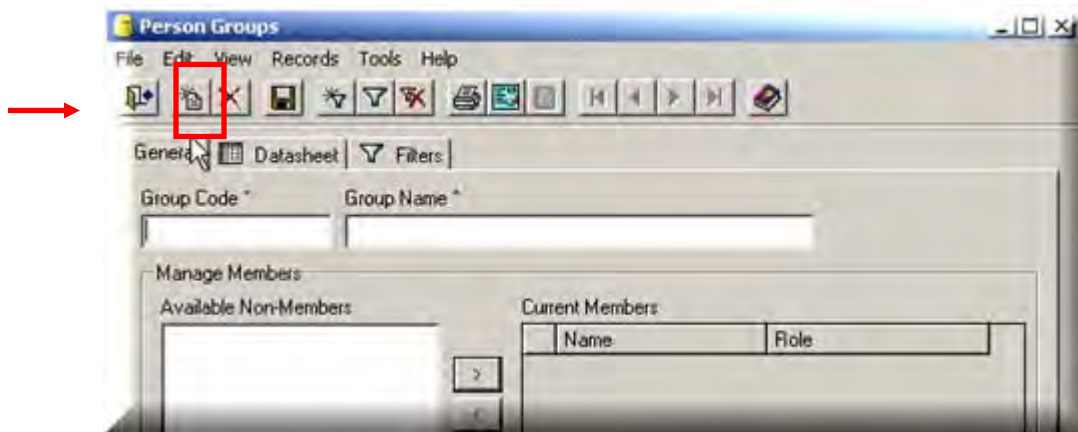 Person Groups
File Edit View Records Tools Help
General Datasheet Filters
Group Code * Group Name *
Manage Members
Available Non-Members Current Members
Name Role
>
<